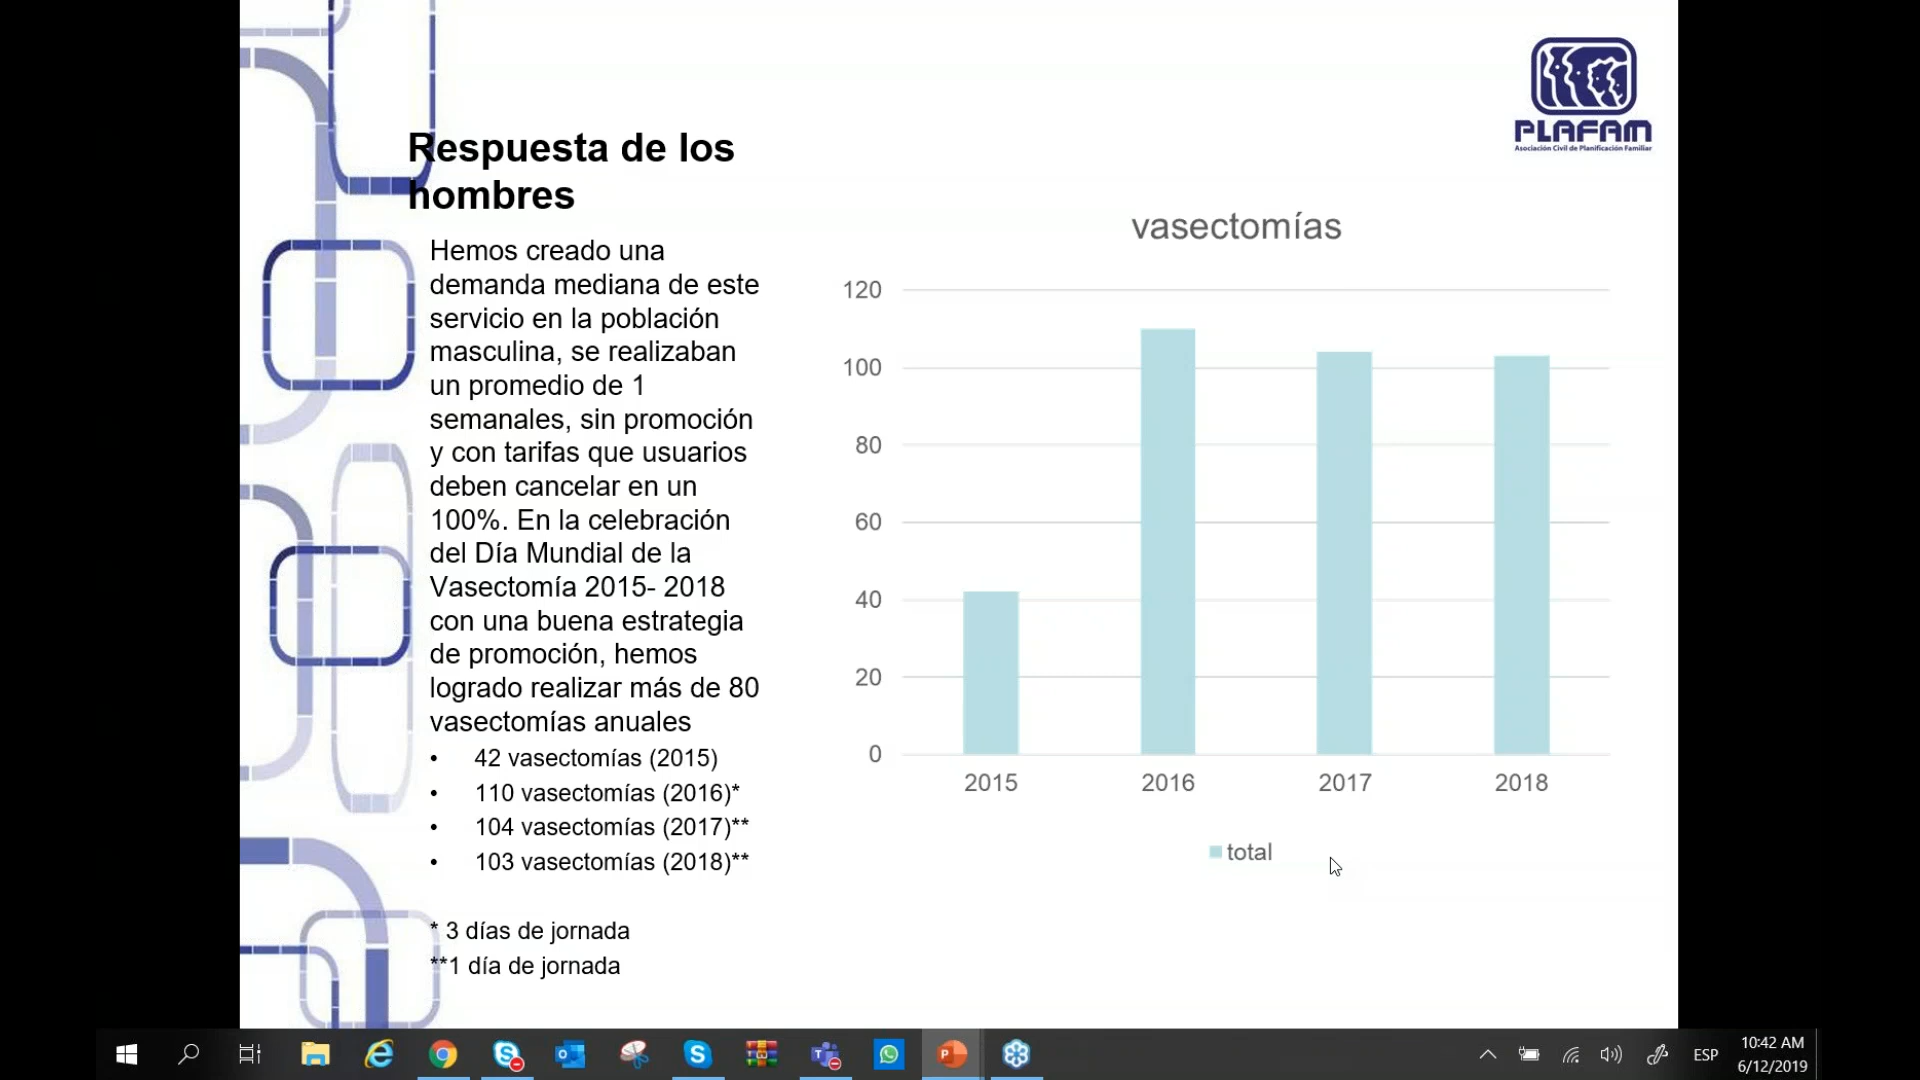 PLAFAM
Asociación Civil de Planificación Familiar
Respuesta de los
hombres
Hemos creado una
demanda mediana de este
servicio en la población
masculina, se realizaban
un promedio de 1
semanales, sin promoción
y con tarifas que usuarios
deben cancelar en un
100%. En la celebración
del Día Mundial de la
Vasectomía 2015- 2018
con una buena estrategia
de promoción, hemos
logrado realizar más de 80
vasectomías anuales
• 42 vasectomías (2015)
• 110 vasectomías (2016)*
• 104 vasectomías (2017)**
• 103 vasectomías (2018)**
* 3 días de jornada
**1 día de jornada
vasectomías
120
100
80
60
40
20
0
2015 2016 2017 2018
total
ESP
10:42 AM
6/12/2019